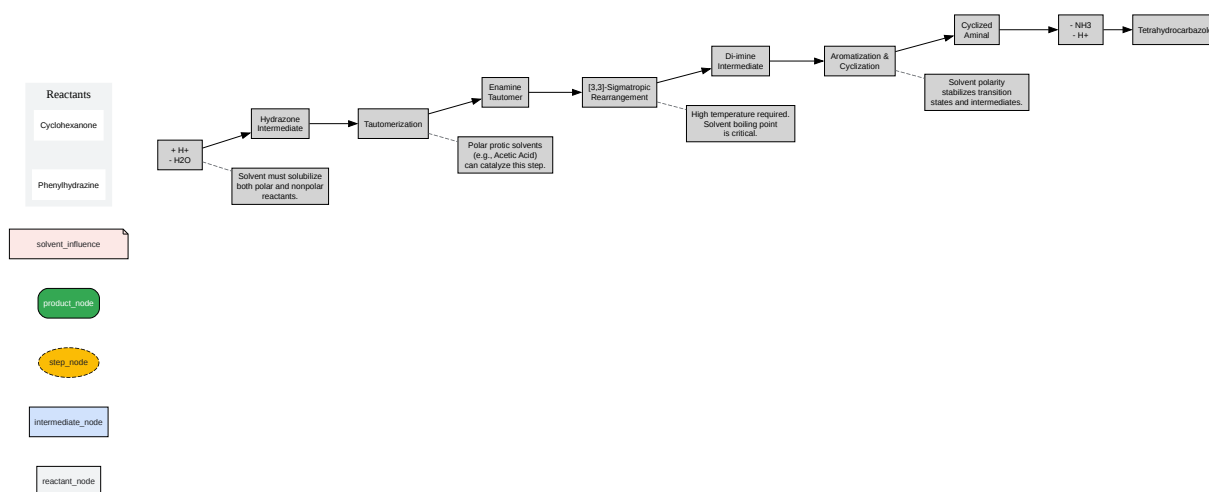 Reactants
Cyclohexanone
Phenylhydrazine
+ H+
- H2O
Solvent must solubilize
both polar and nonpolar
reactants.
Hydrazone
Intermediate
Tautomerization
Polar protic solvents
(e.g., Acetic Acid)
can catalyze this step.
Enamine
Tautomer
[3,3]-Sigmatropic
Rearrangement
High temperature required.
Solvent boiling point
is critical.
Di-imine
Intermediate
Aromatization &
Cyclization
Solvent polarity
stabilizes transition
states and intermediates.
Cyclized
Aminal
- NH3
- H+
Tetrahydrocarbazol
solvent_influence
product_node
step_node
intermediate_node
reactant_node